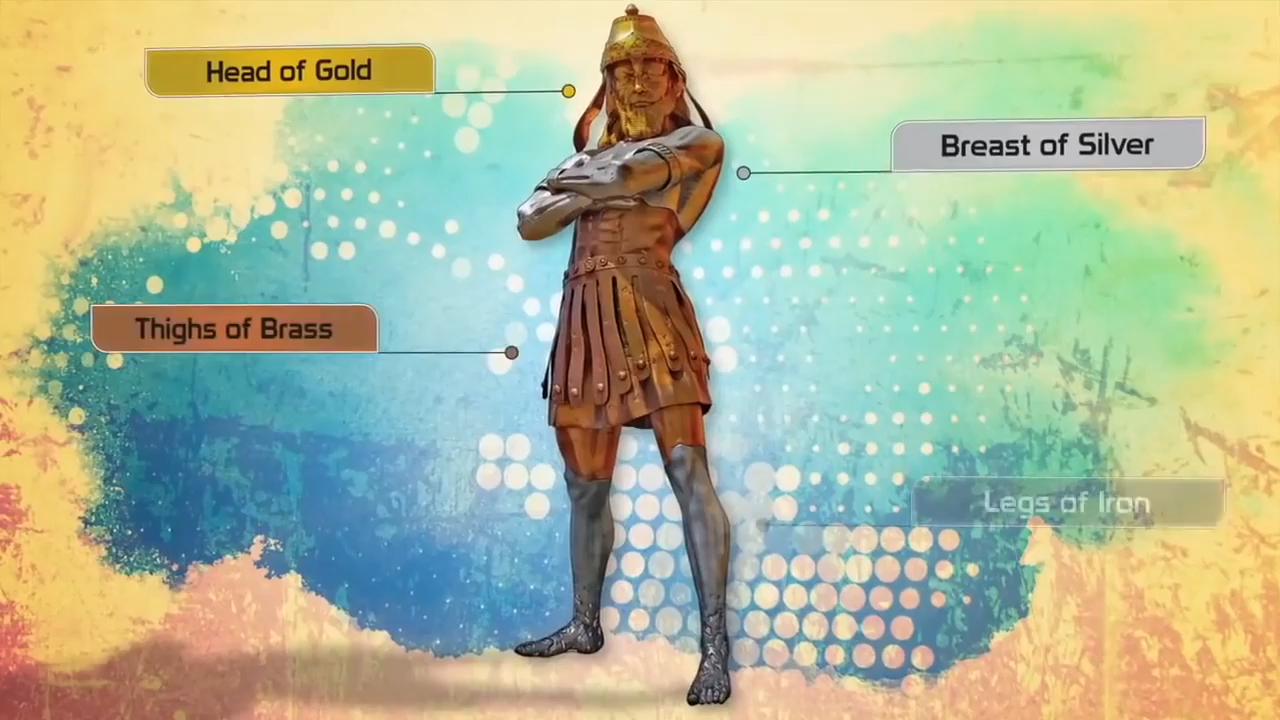 Head of Gold
Breast of Silver
Thighs of Brass
Legs of Iron